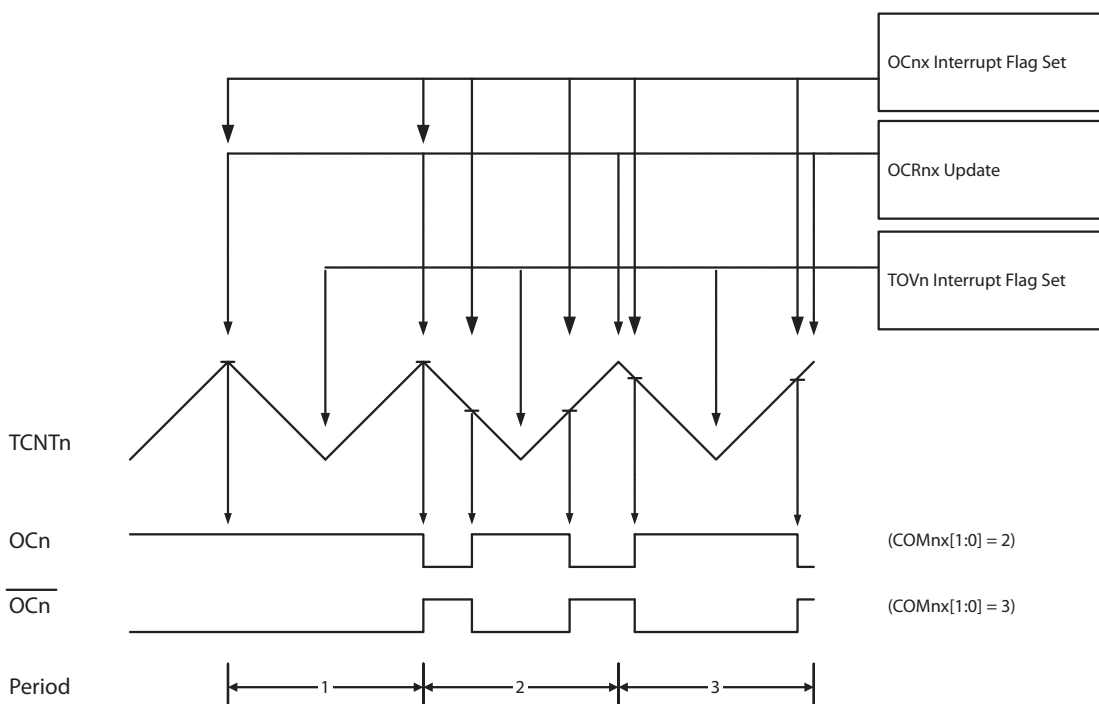 OCnx Interrupt Flag Set
OCRnx Update
TOVn Interrupt Flag Set
TCNTn
OCn
(COMnx[1:0] = 2)
OCn
(COMnx[1:0] = 3)
Period
1
2
3